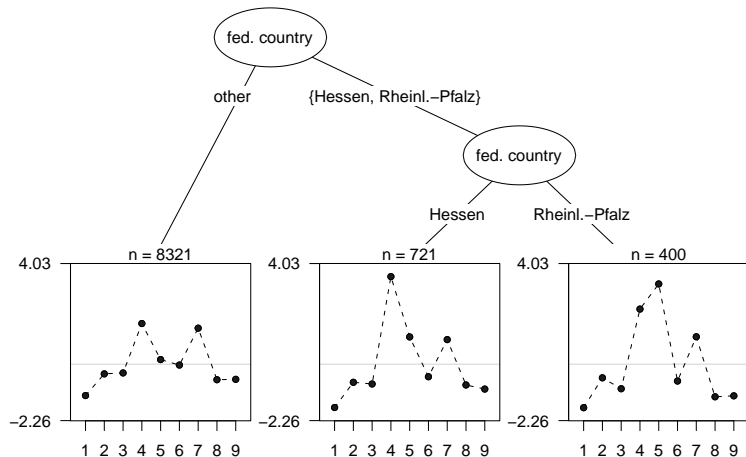 fed. country
other
{Hessen, Rheinl.−Pfalz}
fed. country
Hessen
Rheinl.−Pfalz
n = 8321
n = 721
n = 400
4.03
4.03
4.03
−2.26
−2.26
−2.26
1 2 3 4 5 6 7 8 9
1 2 3 4 5 6 7 8 9
1 2 3 4 5 6 7 8 9